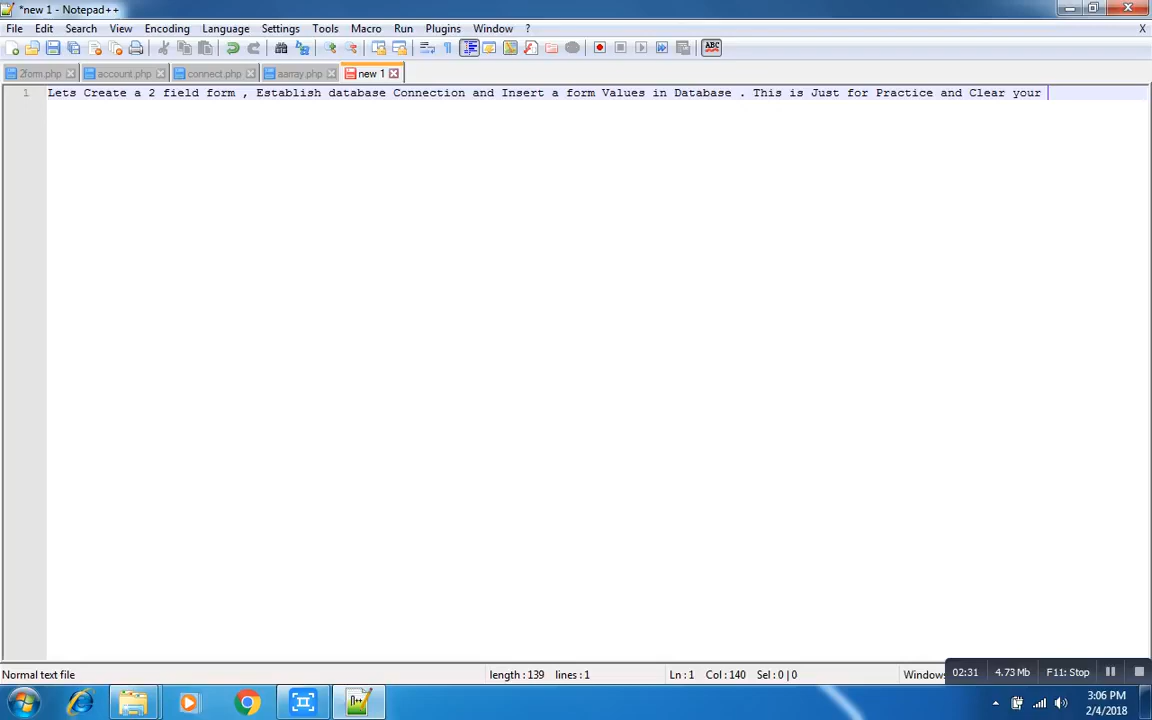 *new 1 - Notepad++
File Edit Search View Encoding Language Settings Tools Macro Run Plugins Window ? X
2form.php account.php connect.php aarray.php new 1
1 Lets Create a 2 field form , Establish database Connection and Insert a form Values in Database . This is Just for Practice and Clear your
Normal text file length : 139 lines : 1 Ln : 1 Col : 140 Sel : 0 | 0 Windows
02:31 4.73 Mb F11: Stop
3:06 PM
2/4/2018